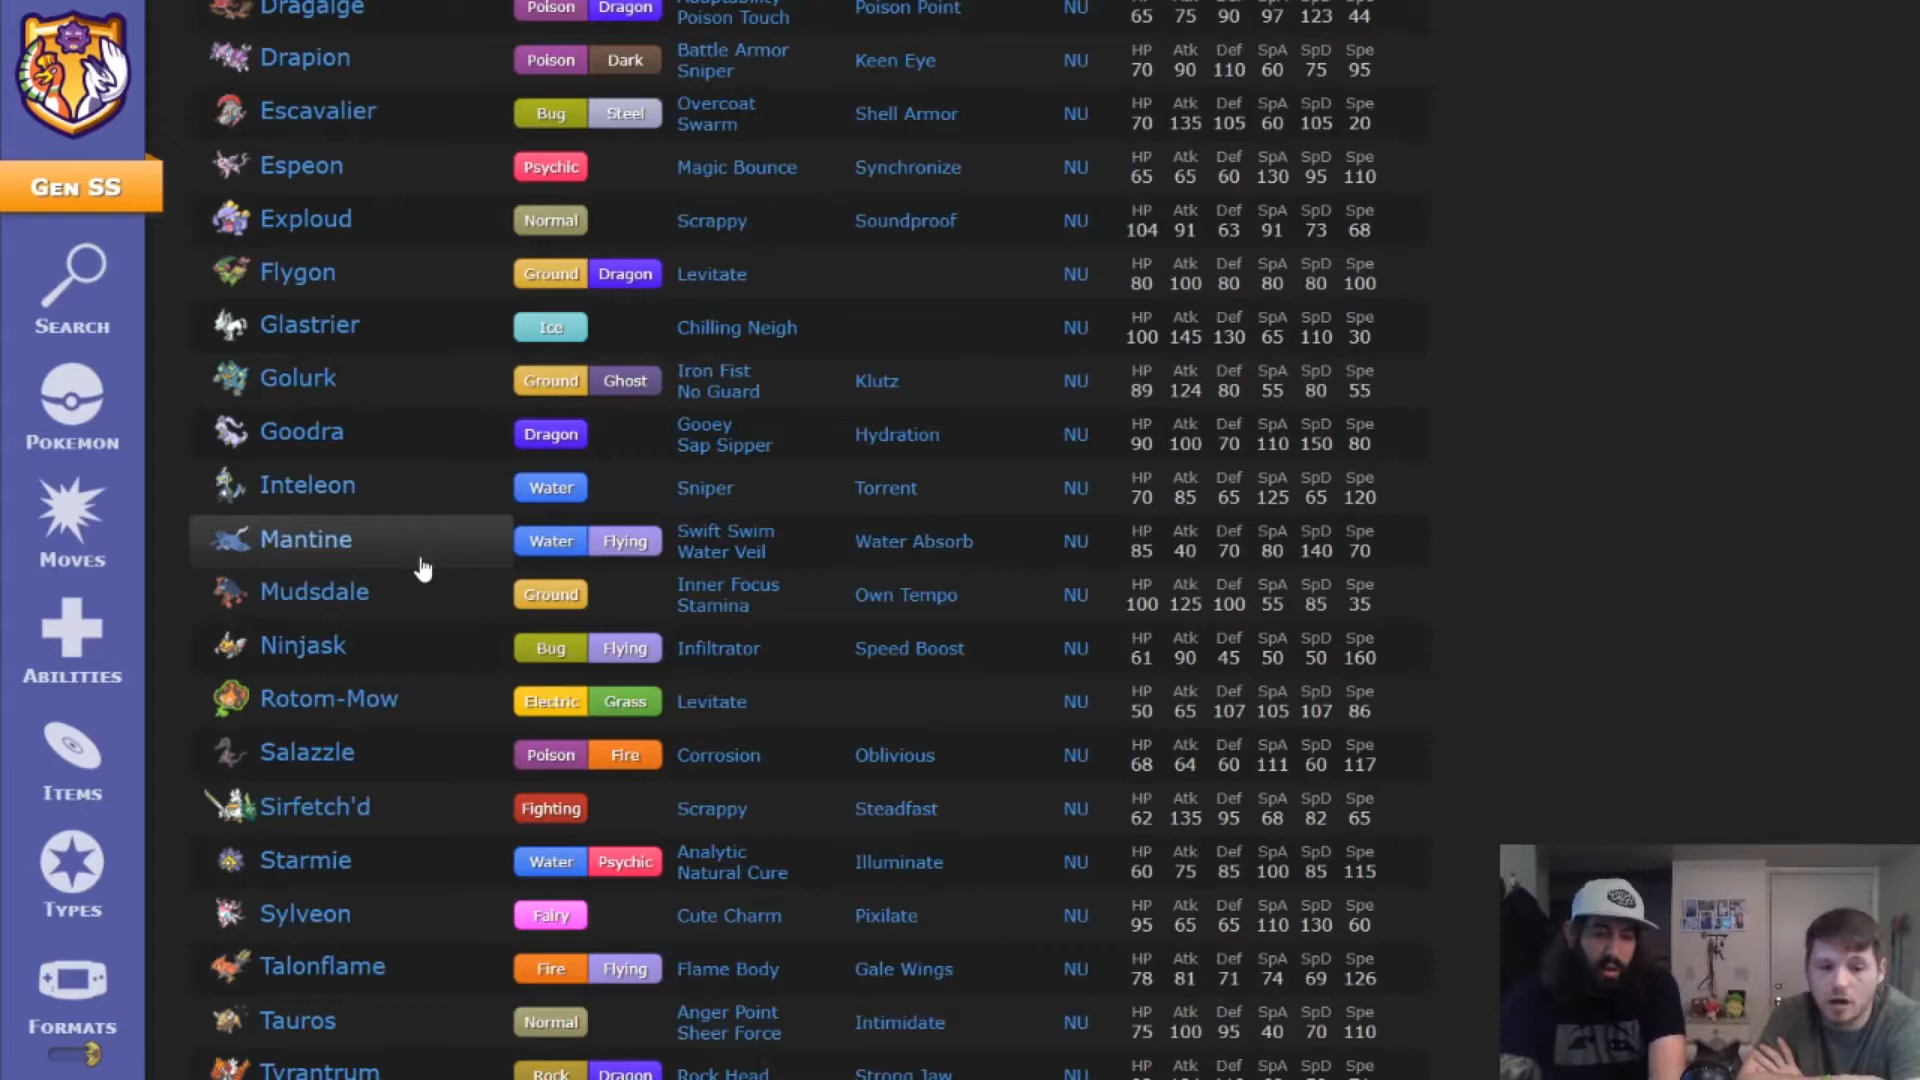 Dragalge Poison Dragon Adaptability Poison Touch Poison Point NU HP 65 Atk 75 Def 90 SpA 97 SpD 123 Spe 44
Drapion Poison Dark Battle Armor Sniper Keen Eye NU HP 70 Atk 90 Def 110 SpA 60 SpD 75 Spe 95
Escavalier Bug Steel Overcoat Swarm Shell Armor NU HP 70 Atk 135 Def 105 SpA 60 SpD 105 Spe 20
Espeon Psychic Magic Bounce Synchronize NU HP 65 Atk 65 Def 60 SpA 130 SpD 95 Spe 110
GEN SS
Exploud Normal Scrappy Soundproof NU HP 104 Atk 91 Def 63 SpA 91 SpD 73 Spe 68
Flygon Ground Dragon Levitate NU HP 80 Atk 100 Def 80 SpA 80 SpD 80 Spe 100
SEARCH
Glastrier Ice Chilling Neigh NU HP 100 Atk 145 Def 130 SpA 65 SpD 110 Spe 30
Golurk Ground Ghost Iron Fist No Guard Klutz NU HP 89 Atk 124 Def 80 SpA 55 SpD 80 Spe 55
POKEMON
Goodra Dragon Gooey Sap Sipper Hydration NU HP 90 Atk 100 Def 70 SpA 110 SpD 150 Spe 80
Inteleon Water Sniper Torrent NU HP 70 Atk 85 Def 65 SpA 125 SpD 65 Spe 120
Mantine Water Flying Swift Swim Water Veil Water Absorb NU HP 85 Atk 40 Def 70 SpA 80 SpD 140 Spe 70
MOVES
Mudsdale Ground Inner Focus Stamina Own Tempo NU HP 100 Atk 125 Def 100 SpA 55 SpD 85 Spe 35
Ninjask Bug Flying Infiltrator Speed Boost NU HP 61 Atk 90 Def 45 SpA 50 SpD 50 Spe 160
ABILITIES
Rotom-Mow Electric Grass Levitate NU HP 50 Atk 65 Def 107 SpA 105 SpD 107 Spe 86
Salazzle Poison Fire Corrosion Oblivious NU HP 68 Atk 64 Def 60 SpA 111 SpD 60 Spe 117
ITEMS
Sirfetch'd Fighting Scrappy Steadfast NU HP 62 Atk 135 Def 95 SpA 68 SpD 82 Spe 65
Starmie Water Psychic Analytic Natural Cure Illuminate NU HP 60 Atk 75 Def 85 SpA 100 SpD 85 Spe 115
TYPES
Sylveon Fairy Cute Charm Pixilate NU HP 95 Atk 65 Def 65 SpA 110 SpD 130 Spe 60
Talonflame Fire Flying Flame Body Gale Wings NU HP 78 Atk 81 Def 71 SpA 74 SpD 69 Spe 126
Tauros Normal Anger Point Sheer Force Intimidate NU HP 75 Atk 100 Def 95 SpA 40 SpD 70 Spe 110
FORMATS
Tyrantrum Rock Dragon Rock Head Strong Jaw NU HP Atk Def SpA SpD Spe